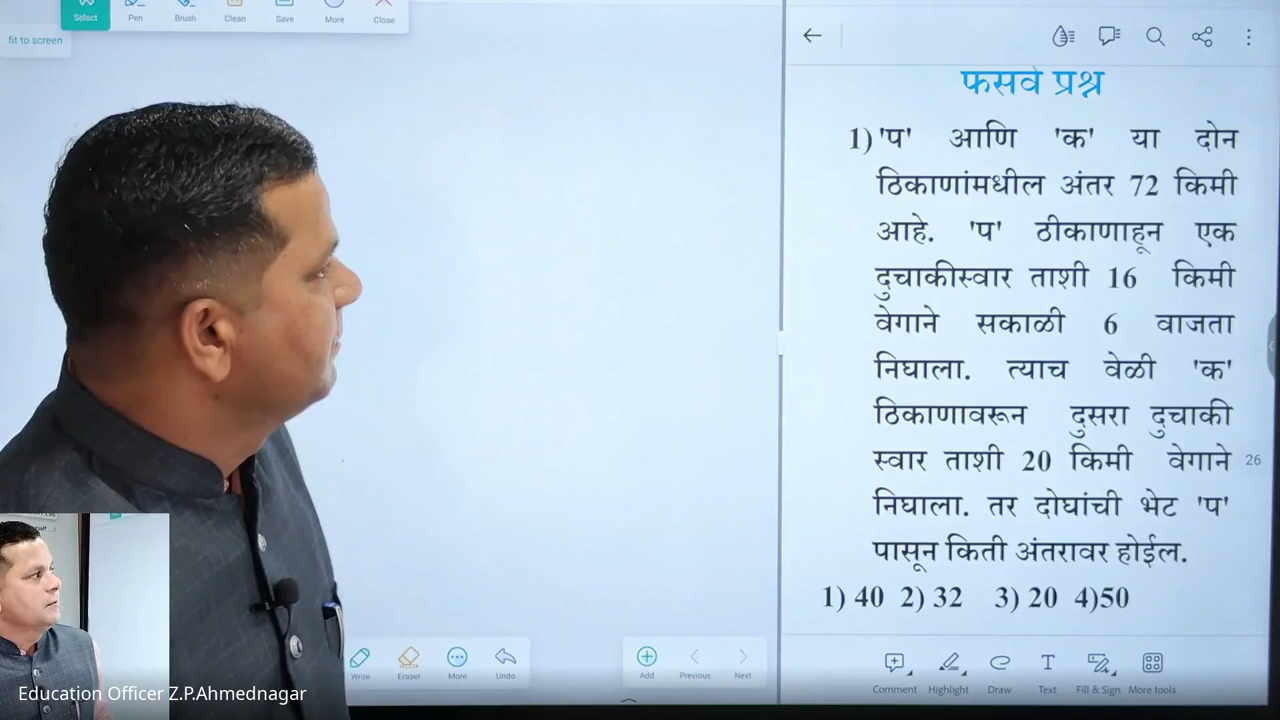 Select
Pen
Brush
Clean
Save
More
Close
fit to screen
फसवे प्रश्न
1) 'प' आणि 'क' या दोन
ठिकाणांमधील अंतर 72 किमी
आहे. 'प' ठीकाणाहून एक
दुचाकीस्वार ताशी 16 किमी
वेगाने सकाळी 6 वाजता
निघाला. त्याच वेळी 'क'
ठिकाणावरून दुसरा दुचाकी
स्वार ताशी 20 किमी वेगाने
26
निघाला. तर दोघांची भेट 'प'
पासून किती अंतरावर होईल.
1) 40 2) 32 3) 20 4)50
Write
Eraser
More
Undo
Add
Previous
Next
Comment
Highlight
Draw
Text
Fill & Sign
More tools
Education Officer Z.P.Ahmednagar